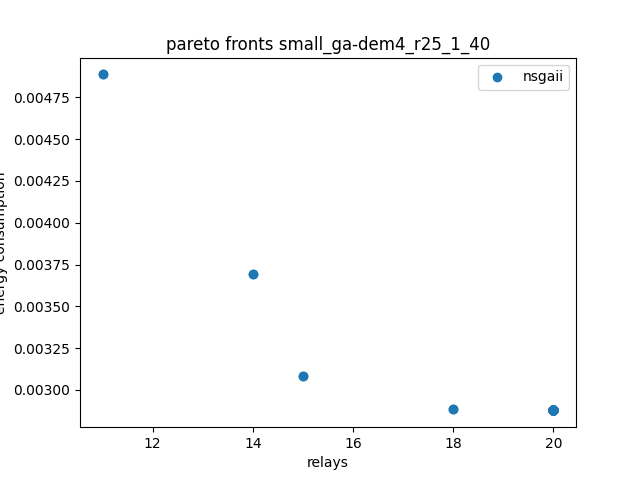 pareto fronts small_ga-dem4_r25_1_40
nsgaii
0.00475
0.00450
0.00425
0.00400
0.00375
0.00350
0.00325
0.00300
energy consumption
12 14 16 18 20
relays